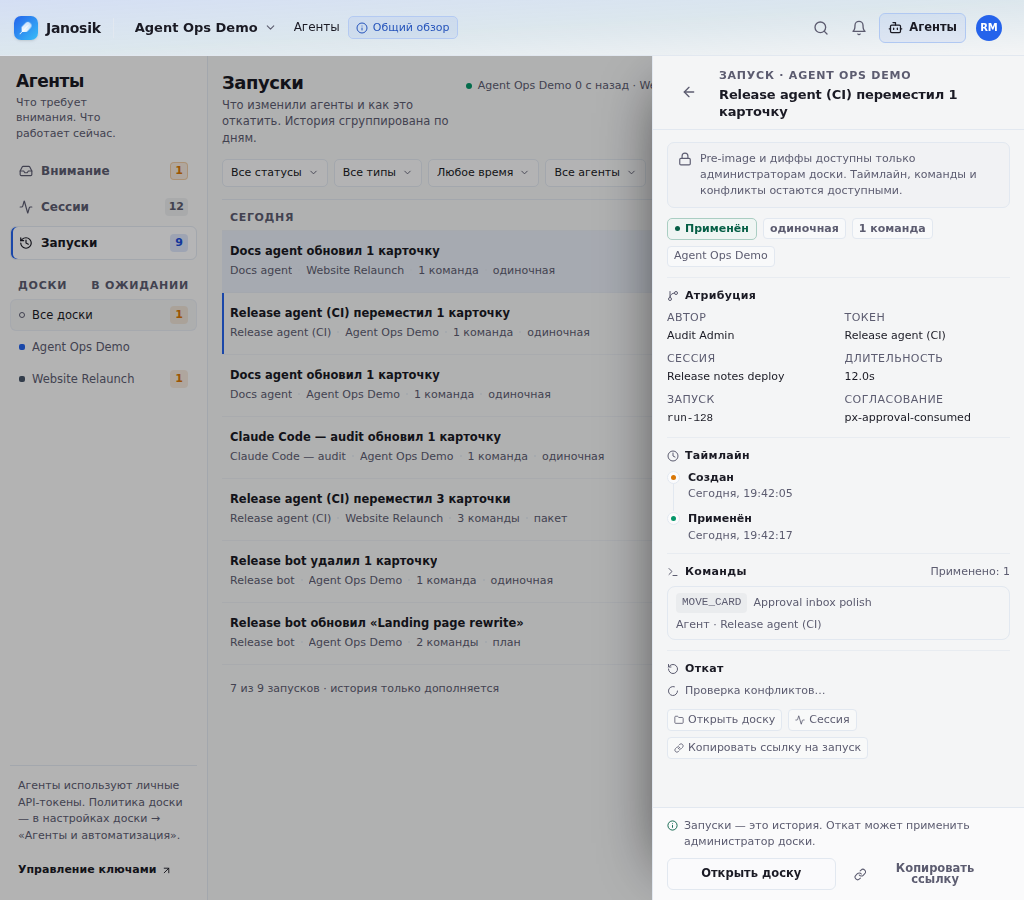 Janosik
Agent Ops Demo
Агенты
Общий обзор
Агенты
RM
Агенты
Что требует
внимания. Что
работает сейчас.
Внимание 1
Сессии 12
Запуски 9
ДОСКИ В ОЖИДАНИИ
Все доски 1
Agent Ops Demo
Website Relaunch 1
Агенты используют личные
API-токены. Политика доски
— в настройках доски →
«Агенты и автоматизация».
Управление ключами
Запуски
Что изменили агенты и как это
откатить. История сгруппирована по
дням.
Agent Ops Demo 0 с назад
Все статусы
Все типы
Любое время
Все агенты
СЕГОДНЯ
Docs agent обновил 1 карточку
Docs agent · Website Relaunch · 1 команда · одиночная
Release agent (CI) переместил 1 карточку
Release agent (CI) · Agent Ops Demo · 1 команда · одиночная
Docs agent обновил 1 карточку
Docs agent · Agent Ops Demo · 1 команда · одиночная
Claude Code — audit обновил 1 карточку
Claude Code — audit · Agent Ops Demo · 1 команда · одиночная
Release agent (CI) переместил 3 карточки
Release agent (CI) · Website Relaunch · 3 команды · пакет
Release bot удалил 1 карточку
Release bot · Agent Ops Demo · 1 команда · одиночная
Release bot обновил «Landing page rewrite»
Release bot · Agent Ops Demo · 2 команды · план
7 из 9 запусков · история только дополняется
ЗАПУСК · AGENT OPS DEMO
Release agent (CI) переместил 1
карточку
Pre-image и диффы доступны только
администраторам доски. Таймлайн, команды и
конфликты остаются доступными.
Применён
одиночная
1 команда
Agent Ops Demo
Атрибуция
АВТОР ТОКЕН
Audit Admin Release agent (CI)
СЕССИЯ ДЛИТЕЛЬНОСТЬ
Release notes deploy 12.0s
ЗАПУСК СОГЛАСОВАНИЕ
run-128 px-approval-consumed
Таймлайн
Создан
Сегодня, 19:42:05
Применён
Сегодня, 19:42:17
Команды Применено: 1
MOVE_CARD Approval inbox polish
Агент · Release agent (CI)
Откат
Проверка конфликтов…
Открыть доску
Сессия
Копировать ссылку на запуск
Запуски — это история. Откат может применить
администратор доски.
Открыть доску
Копировать
ссылку